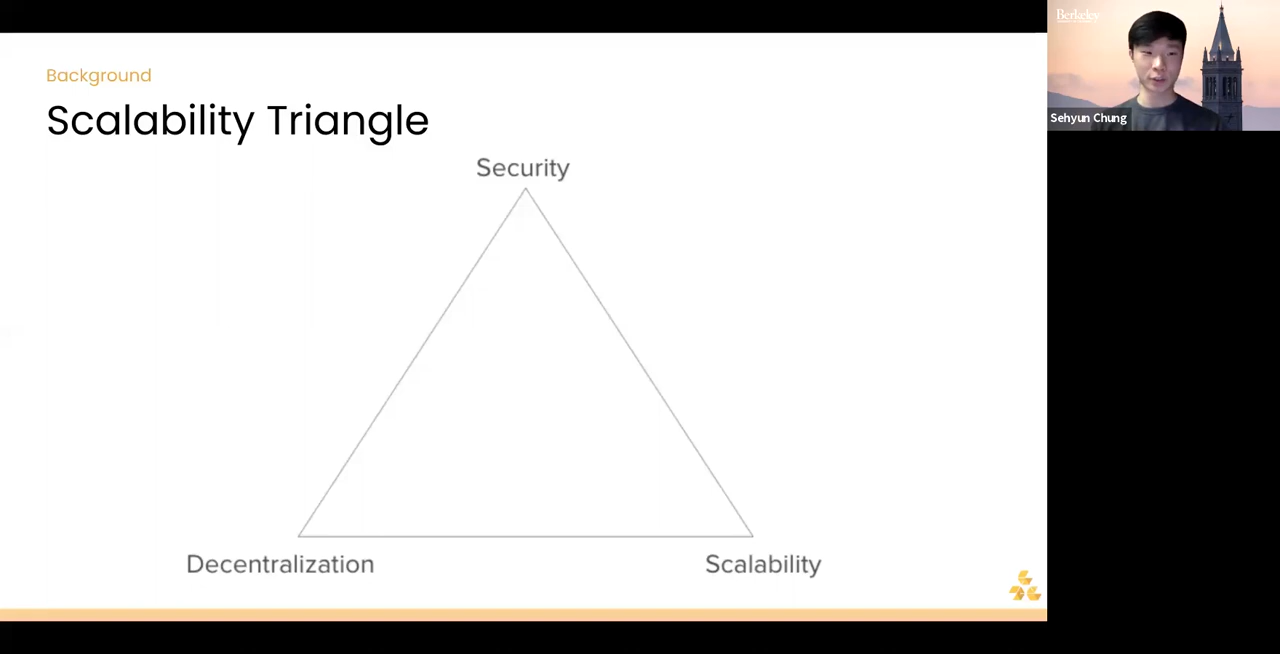 Background
Scalability Triangle
Security
Decentralization
Scalability
Berkeley
Sehyun Chung